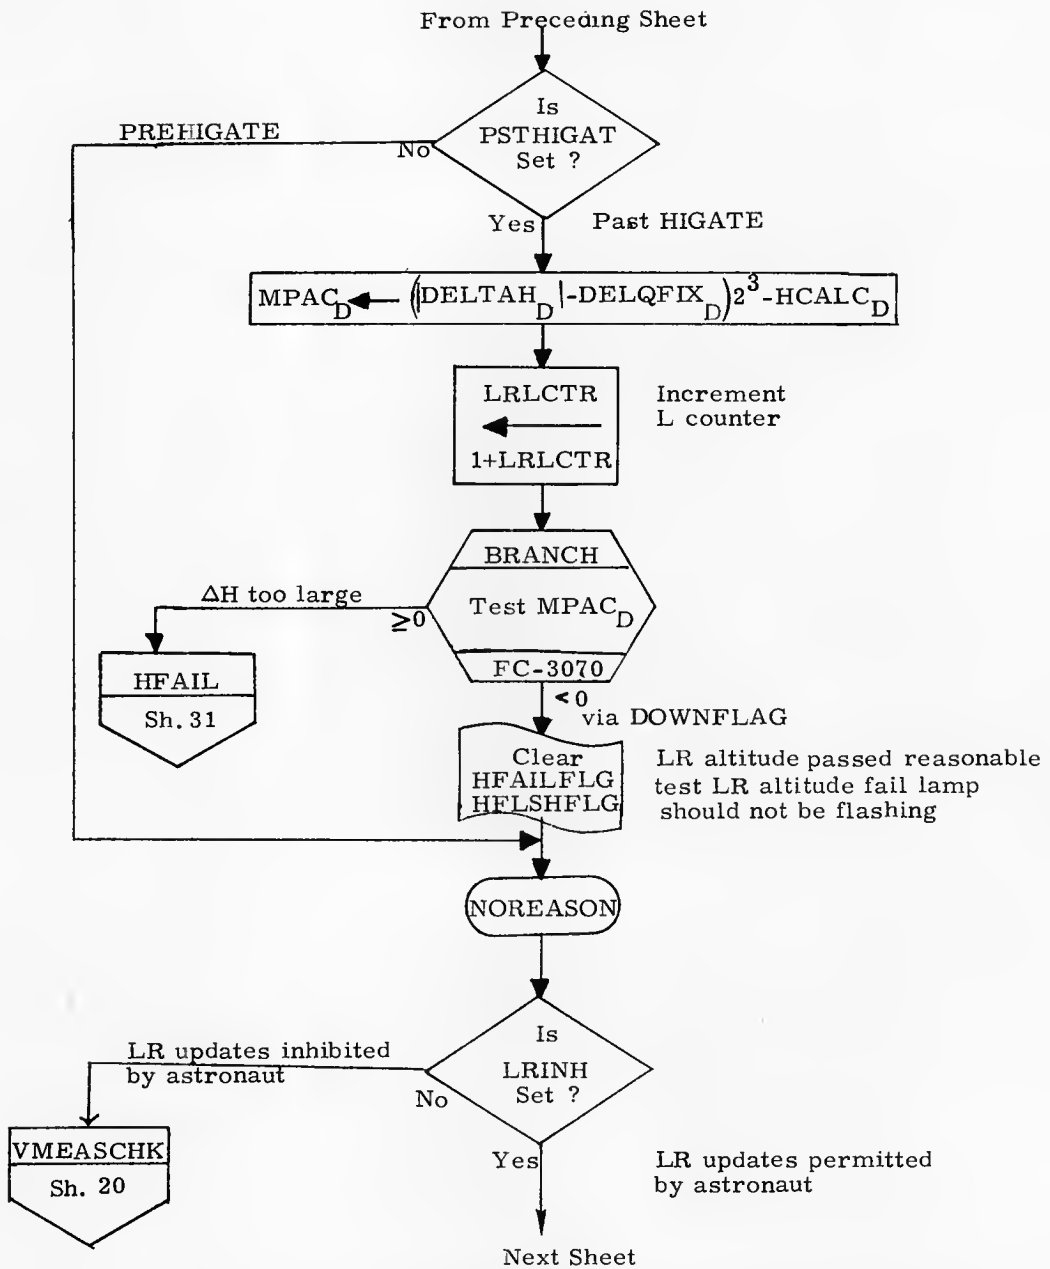 From Preceding Sheet
Is
PSTHIGAT
Set ?
PREHIGATE
No
Yes
Past HIGATE
MPAC_D ← (|DELTAH_D|-DELQFIX_D)2^3-HCALC_D
LRLCTR
←
1+LRLCTR
Increment
L counter
BRANCH
Test MPAC_D
FC-3070
ΔH too large
≥0
HFAIL
Sh. 31
<0
via DOWNFLAG
Clear
HFAILFLG
HFLSHFLG
LR altitude passed reasonable
test LR altitude fail lamp
should not be flashing
NOREASON
Is
LRINH
Set ?
LR updates inhibited
by astronaut
No
VMEASCHK
Sh. 20
Yes
LR updates permitted
by astronaut
Next Sheet